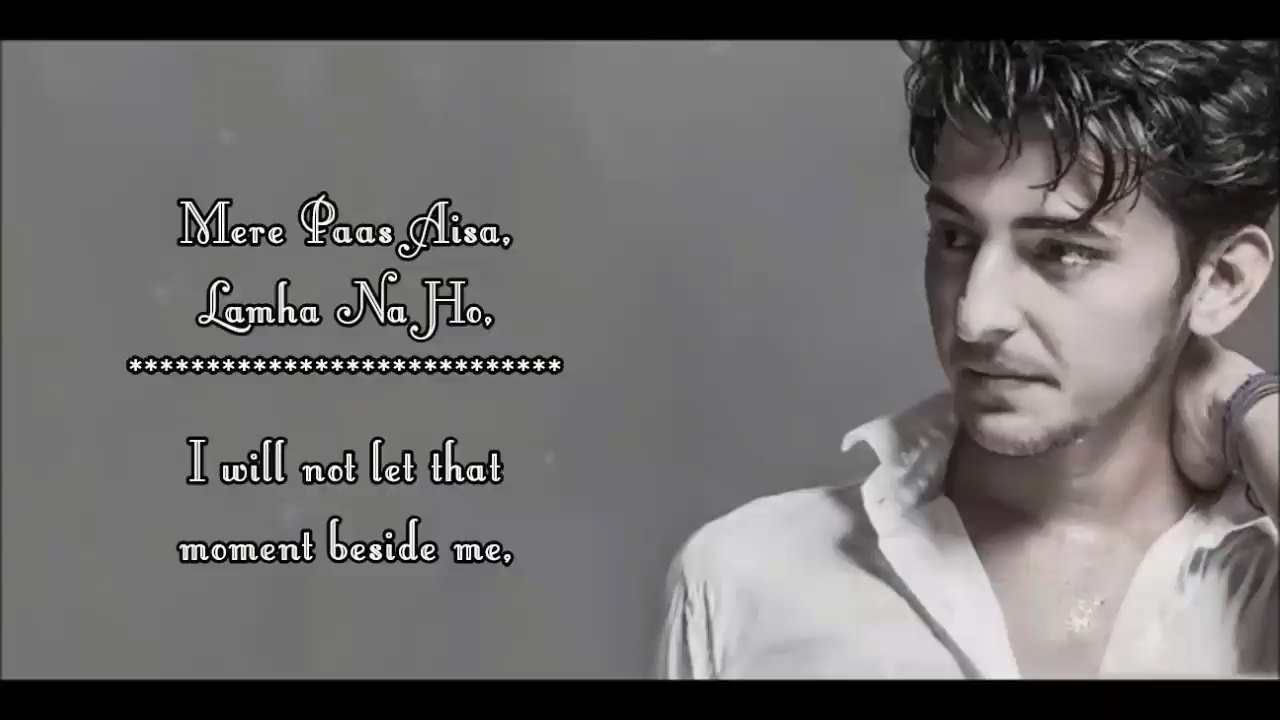 Mere Paas Aisa,
Lamha Na Ho,
****************************
I will not let that
moment beside me,